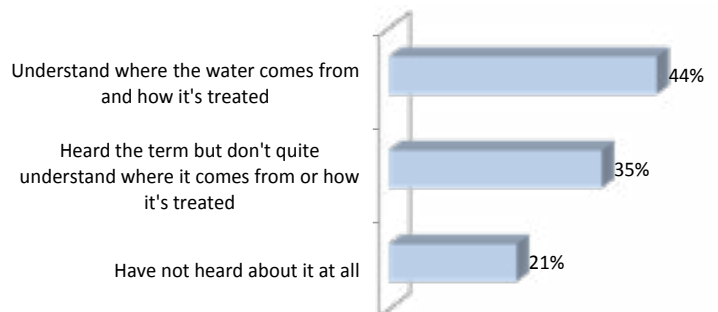 Understand where the water comes from
and how it's treated
44%
Heard the term but don't quite
understand where it comes from or how
it's treated
35%
Have not heard about it at all
21%